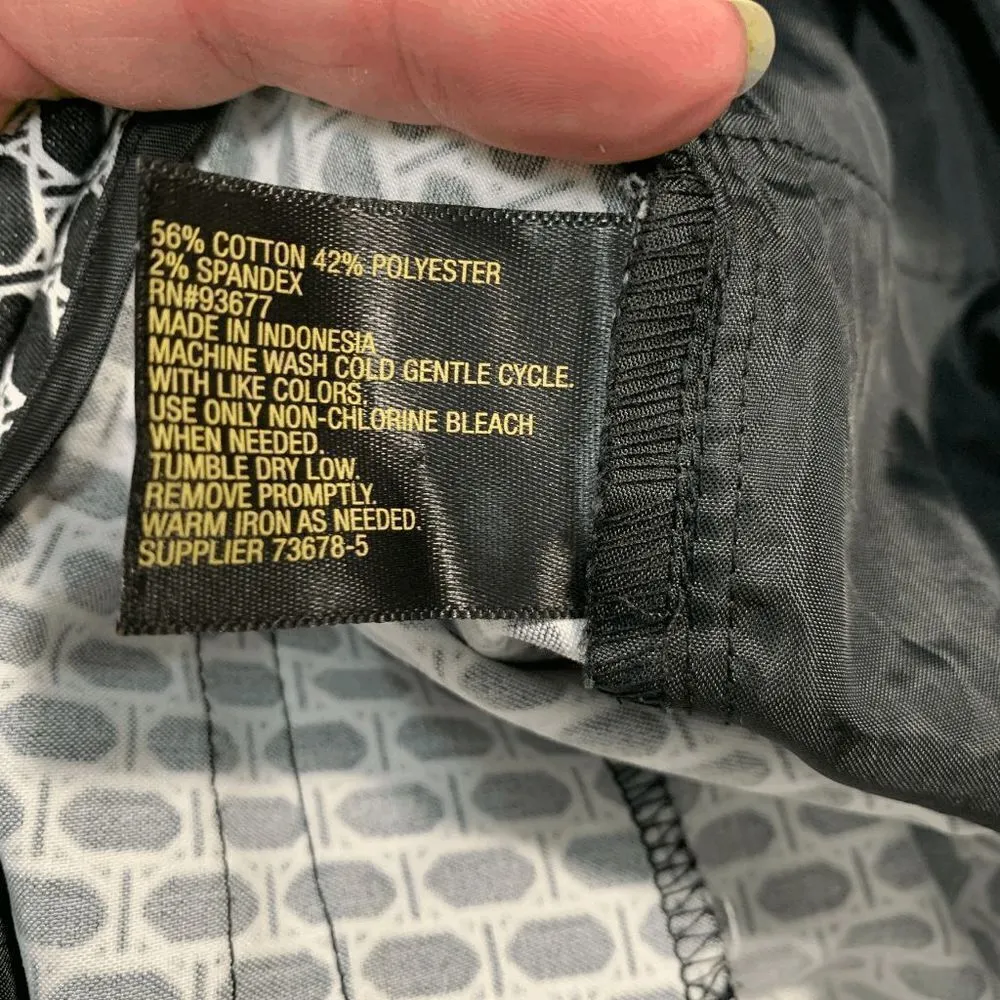 56% COTTON 42% POLYESTER
2% SPANDEX
RN#93677
MADE IN INDONESIA
MACHINE WASH COLD GENTLE CYCLE.
WITH LIKE COLORS.
USE ONLY NON-CHLORINE BLEACH
WHEN NEEDED.
TUMBLE DRY LOW.
REMOVE PROMPTLY.
WARM IRON AS NEEDED.
SUPPLIER 73678-5